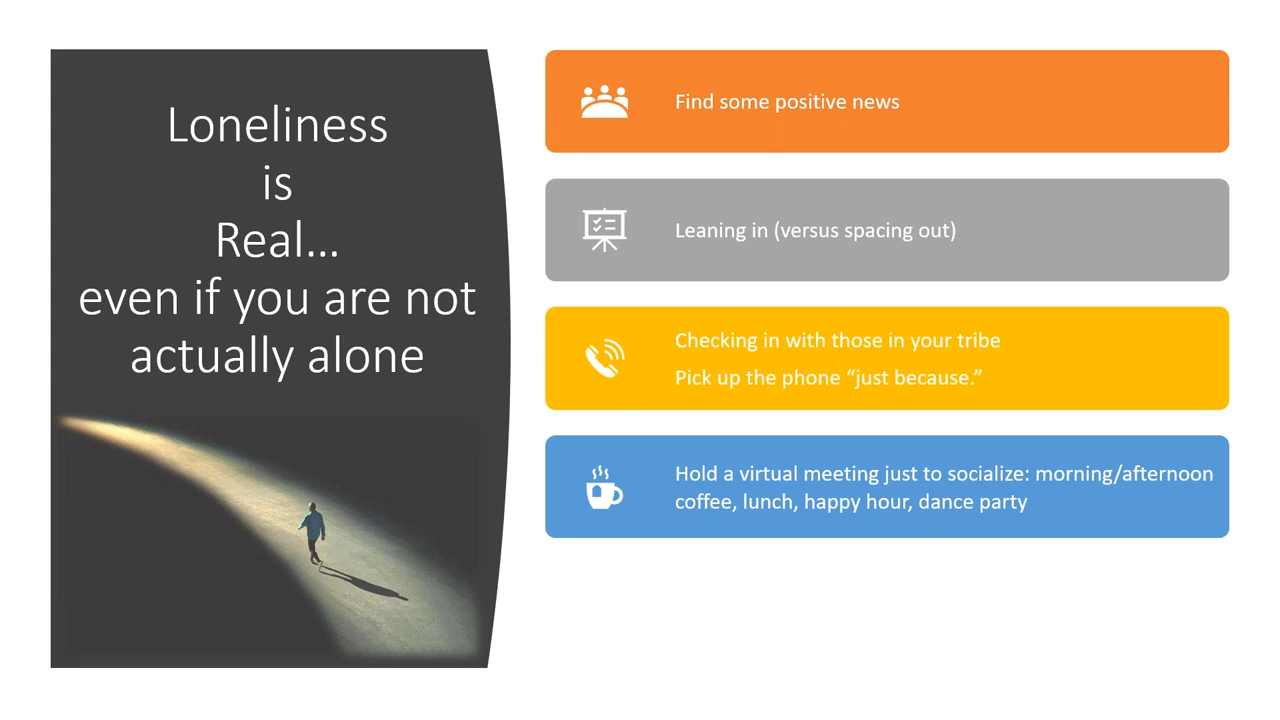 Loneliness
is
Real...
even if you are not
actually alone
Find some positive news
Leaning in (versus spacing out)
Checking in with those in your tribe
Pick up the phone “just because.”
Hold a virtual meeting just to socialize: morning/afternoon
coffee, lunch, happy hour, dance party